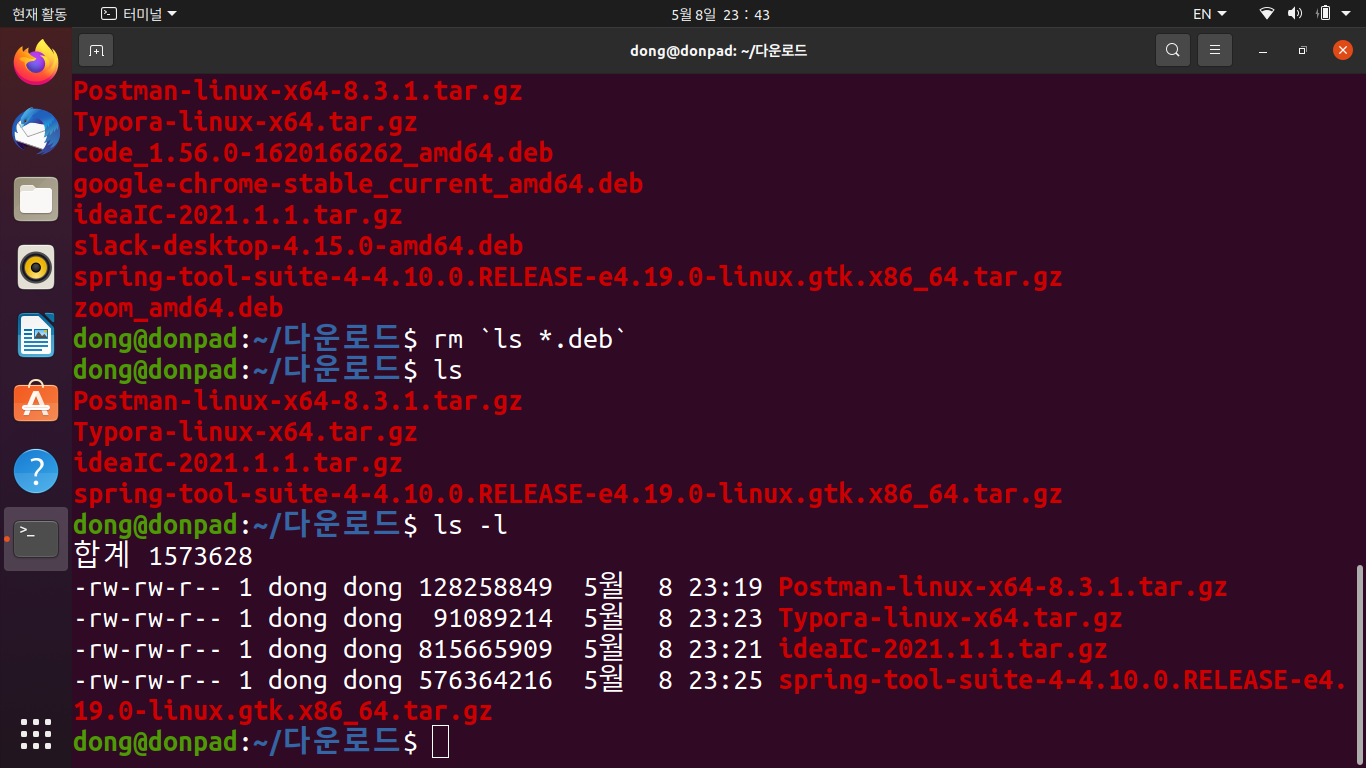 현재 활동 터미널 5월 8일 23 : 43 EN
dong@donpad: ~/다운로드
Postman-linux-x64-8.3.1.tar.gz
Typora-linux-x64.tar.gz
code_1.56.0-1620166262_amd64.deb
google-chrome-stable_current_amd64.deb
ideaIC-2021.1.1.tar.gz
slack-desktop-4.15.0-amd64.deb
spring-tool-suite-4-4.10.0.RELEASE-e4.19.0-linux.gtk.x86_64.tar.gz
zoom_amd64.deb
dong@donpad:~/다운로드$ rm `ls *.deb`
dong@donpad:~/다운로드$ ls
Postman-linux-x64-8.3.1.tar.gz
Typora-linux-x64.tar.gz
ideaIC-2021.1.1.tar.gz
spring-tool-suite-4-4.10.0.RELEASE-e4.19.0-linux.gtk.x86_64.tar.gz
dong@donpad:~/다운로드$ ls -l
합계 1573628
-rw-rw-r-- 1 dong dong 128258849  5월  8 23:19 Postman-linux-x64-8.3.1.tar.gz
-rw-rw-r-- 1 dong dong  91089214  5월  8 23:23 Typora-linux-x64.tar.gz
-rw-rw-r-- 1 dong dong 815665909  5월  8 23:21 ideaIC-2021.1.1.tar.gz
-rw-rw-r-- 1 dong dong 576364216  5월  8 23:25 spring-tool-suite-4-4.10.0.RELEASE-e4.
19.0-linux.gtk.x86_64.tar.gz
dong@donpad:~/다운로드$